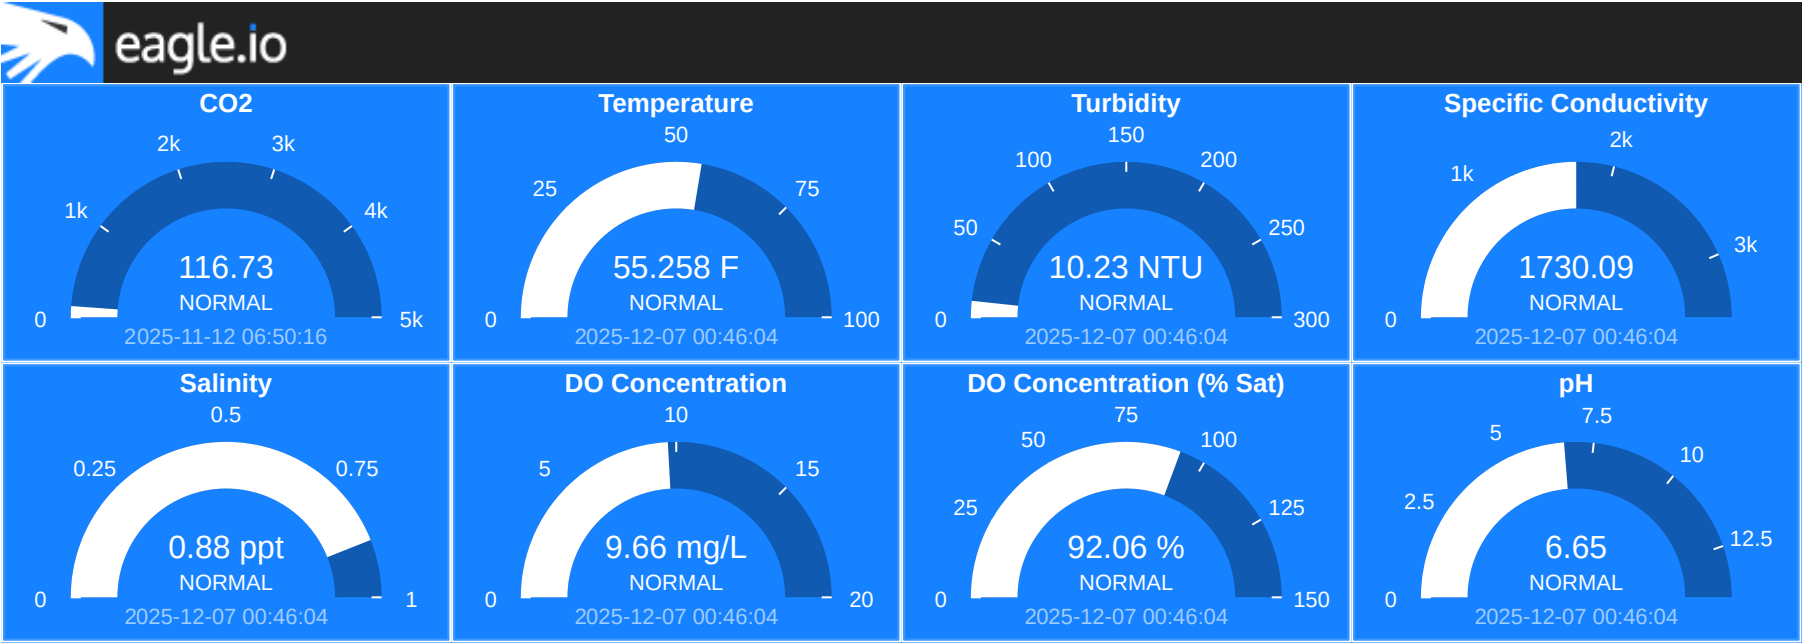 eagle.io
CO2
0
1k
2k
3k
4k
5k
116.73
NORMAL
2025-11-12 06:50:16
Temperature
0
25
50
75
100
55.258 F
NORMAL
2025-12-07 00:46:04
Turbidity
0
50
100
150
200
250
300
10.23 NTU
NORMAL
2025-12-07 00:46:04
Specific Conductivity
0
1k
2k
3k
1730.09
NORMAL
2025-12-07 00:46:04
Salinity
0
0.25
0.5
0.75
1
0.88 ppt
NORMAL
2025-12-07 00:46:04
DO Concentration
0
5
10
15
20
9.66 mg/L
NORMAL
2025-12-07 00:46:04
DO Concentration (% Sat)
0
25
50
75
100
125
150
92.06 %
NORMAL
2025-12-07 00:46:04
pH
0
2.5
5
7.5
10
12.5
6.65
NORMAL
2025-12-07 00:46:04